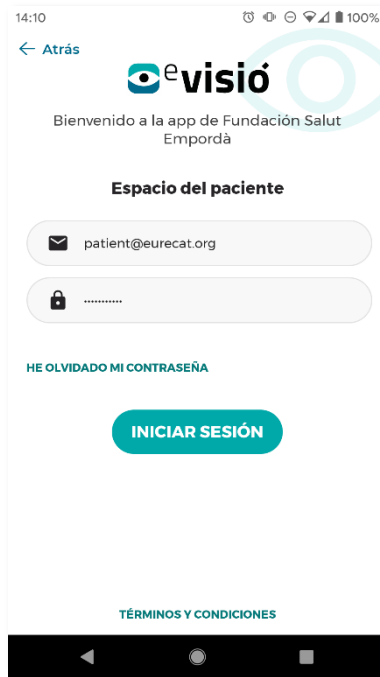 14:10
100%
Atrás
evisió
Bienvenido a la app de Fundación Salut
Empordà
Espacio del paciente
patient@eurecat.org
...........
HE OLVIDADO MI CONTRASEÑA
INICIAR SESIÓN
TÉRMINOS Y CONDICIONES